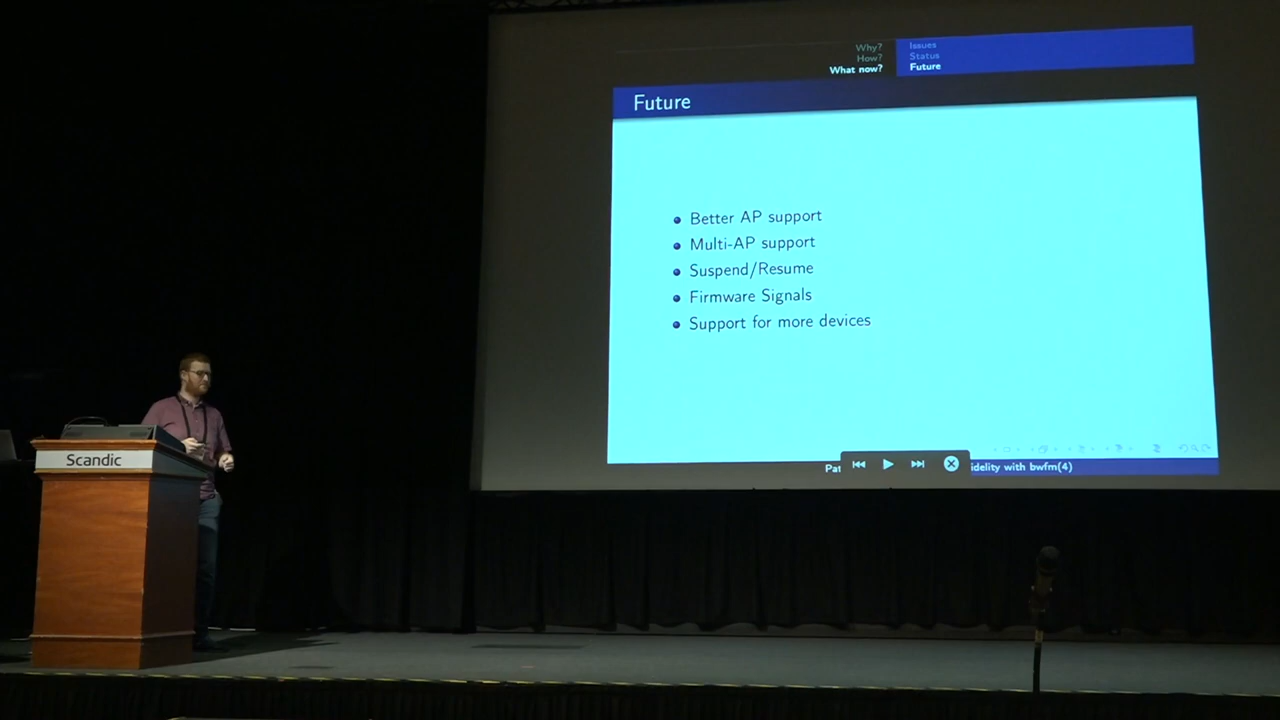 Why?
How?
What now?
Issues
Status
Future
Future
Better AP support
Multi-AP support
Suspend/Resume
Firmware Signals
Support for more devices
Pat
idelity with bwfm(4)
Scandic